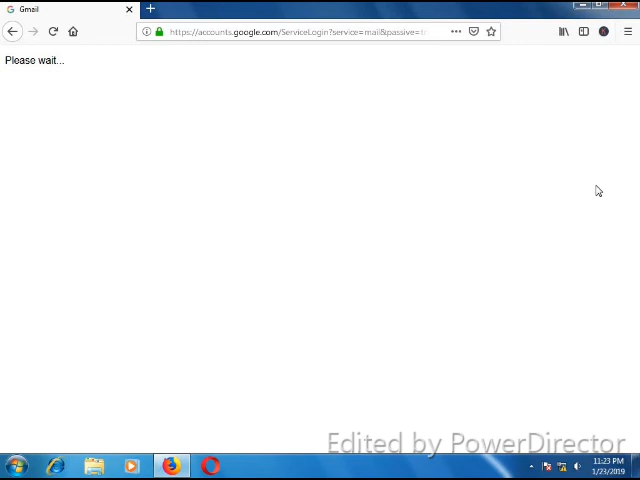 Gmail
https://accounts.google.com/ServiceLogin?service=mail&passive=
Please wait...
Edited by PowerDirector
11:23 PM
1/23/2019